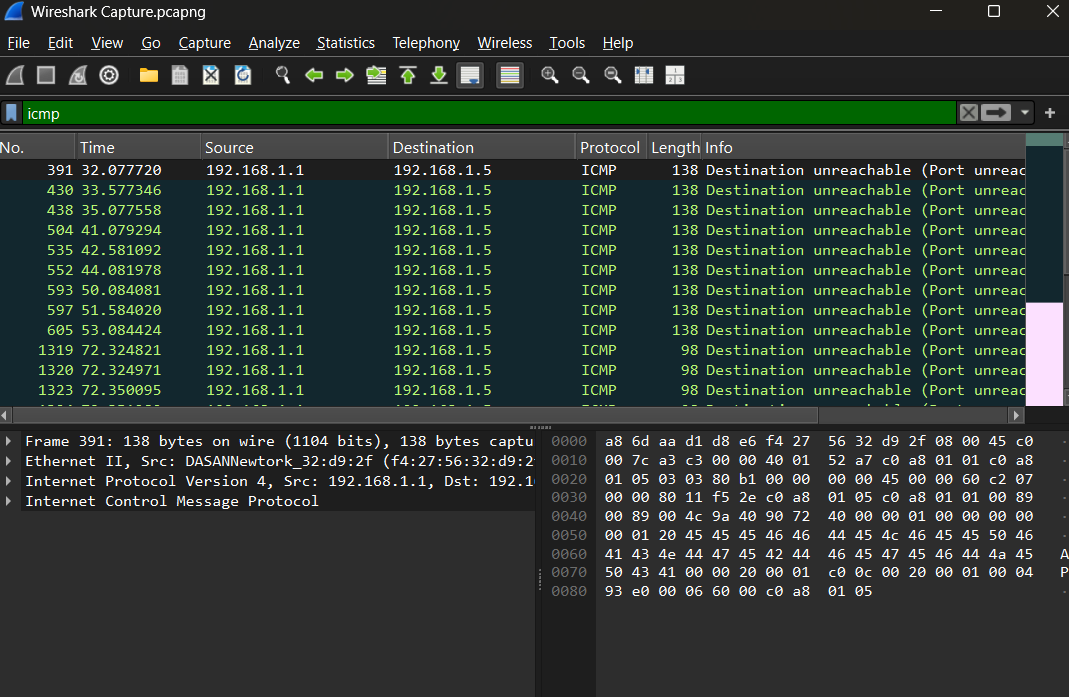 Wireshark Capture.pcapng
File Edit View Go Capture Analyze Statistics Telephony Wireless Tools Help
icmp
No. Time Source Destination Protocol Length Info
391 32.077720 192.168.1.1 192.168.1.5 ICMP 138 Destination unreachable (Port unreac
430 33.577346 192.168.1.1 192.168.1.5 ICMP 138 Destination unreachable (Port unreac
438 35.077558 192.168.1.1 192.168.1.5 ICMP 138 Destination unreachable (Port unreac
504 41.079294 192.168.1.1 192.168.1.5 ICMP 138 Destination unreachable (Port unreac
535 42.581092 192.168.1.1 192.168.1.5 ICMP 138 Destination unreachable (Port unreac
552 44.081978 192.168.1.1 192.168.1.5 ICMP 138 Destination unreachable (Port unreac
593 50.084081 192.168.1.1 192.168.1.5 ICMP 138 Destination unreachable (Port unreac
597 51.584020 192.168.1.1 192.168.1.5 ICMP 138 Destination unreachable (Port unreac
605 53.084424 192.168.1.1 192.168.1.5 ICMP 138 Destination unreachable (Port unreac
1319 72.324821 192.168.1.1 192.168.1.5 ICMP 98 Destination unreachable (Port unreac
1320 72.324971 192.168.1.1 192.168.1.5 ICMP 98 Destination unreachable (Port unreac
1323 72.350095 192.168.1.1 192.168.1.5 ICMP 98 Destination unreachable (Port unreac
Frame 391: 138 bytes on wire (1104 bits), 138 bytes captu
Ethernet II, Src: DASANNewtork_32:d9:2f (f4:27:56:32:d9:2
Internet Protocol Version 4, Src: 192.168.1.1, Dst: 192.1
Internet Control Message Protocol
0000 a8 6d aa d1 d8 e6 f4 27 56 32 d9 2f 08 00 45 c0
0010 00 7c a3 c3 00 00 40 01 52 a7 c0 a8 01 01 c0 a8
0020 01 05 03 03 80 b1 00 00 00 00 45 00 00 60 c2 07
0030 00 00 80 11 f5 2e c0 a8 01 05 c0 a8 01 01 00 89
0040 00 89 00 4c 9a 40 90 72 40 00 00 01 00 00 00 00
0050 00 01 20 45 45 45 46 46 44 45 4c 46 45 45 50 46
0060 41 43 4e 44 47 45 42 44 46 45 47 45 46 44 4a 45 A
0070 50 43 41 00 00 20 00 01 c0 0c 00 20 00 01 00 04 P
0080 93 e0 00 06 60 00 c0 a8 01 05